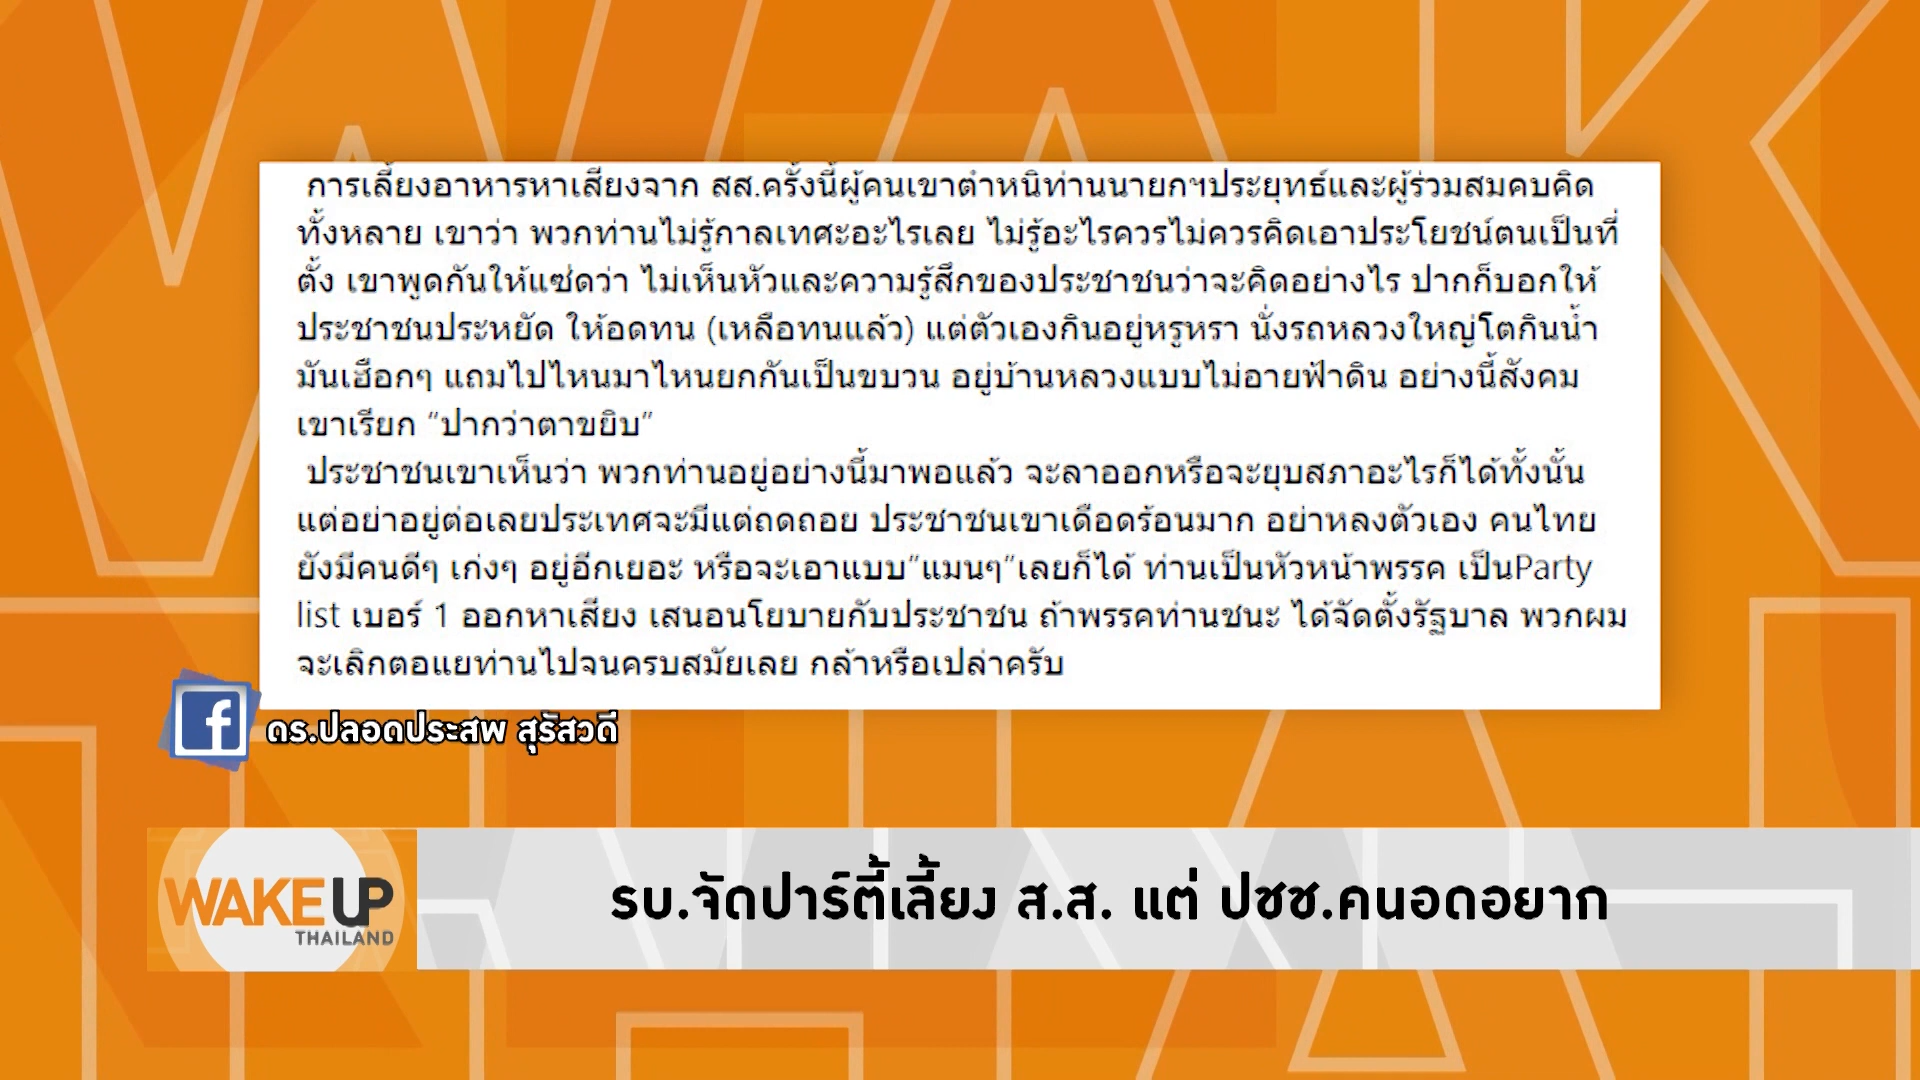 การเลี้ยงอาหารหาเสียงจาก สส.ครั้งนี้ผู้คนเขาตำหนิท่านนายกฯประยุทธ์และผู้ร่วมสมคบคิด
ทั้งหลาย เขาว่า พวกท่านไม่รู้กาลเทศะอะไรเลย ไม่รู้อะไรควรไม่ควรคิดเอาประโยชน์ตนเป็นที่
ตั้ง เขาพูดกันให้แซ่ดว่า ไม่เห็นหัวและความรู้สึกของประชาชนว่าจะคิดอย่างไร ปากก็บอกให้
ประชาชนประหยัด ให้อดทน (เหลือทนแล้ว) แต่ตัวเองกินอยู่หรูหรา นั่งรถหลวงใหญ่โตกินน้ำ
มันเฮือกๆ แถมไปไหนมาไหนยกกันเป็นขบวน อยู่บ้านหลวงแบบไม่อายฟ้าดิน อย่างนี้สังคม
เขาเรียก “ปากว่าตาขยิบ”
ประชาชนเขาเห็นว่า พวกท่านอยู่อย่างนี้มาพอแล้ว จะลาออกหรือจะยุบสภาอะไรก็ได้ทั้งนั้น
แต่อย่าอยู่ต่อเลยประเทศจะมีแต่ถดถอย ประชาชนเขาเดือดร้อนมาก อย่าหลงตัวเอง คนไทย
ยังมีคนดีๆ เก่งๆ อยู่อีกเยอะ หรือจะเอาแบบ”แมนๆ”เลยก็ได้ ท่านเป็นหัวหน้าพรรค เป็นParty
list เบอร์ 1 ออกหาเสียง เสนอนโยบายกับประชาชน ถ้าพรรคท่านชนะ ได้จัดตั้งรัฐบาล พวกผม
จะเลิกตอแยท่านไปจนครบสมัยเลย กล้าหรือเปล่าครับ
f ดร.ปลอดประสพ สุรัสวดี
WAKE UP
THAILAND
รบ.จัดปาร์ตี้เลี้ยง ส.ส. แต่ ปชช.คนอดอยาก